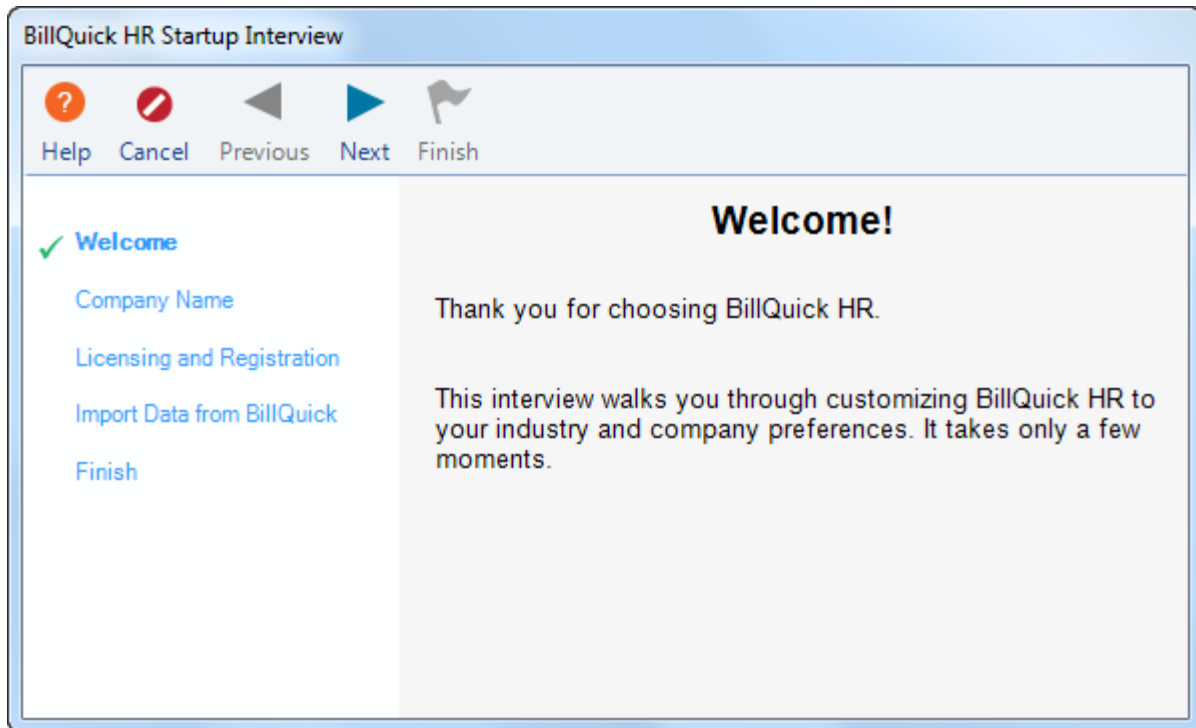 BillQuick HR Startup Interview
?
Help Cancel Previous Next Finish
Welcome
Company Name
Licensing and Registration
Import Data from BillQuick
Finish
Welcome!
Thank you for choosing BillQuick HR.
This interview walks you through customizing BillQuick HR to
your industry and company preferences. It takes only a few
moments.